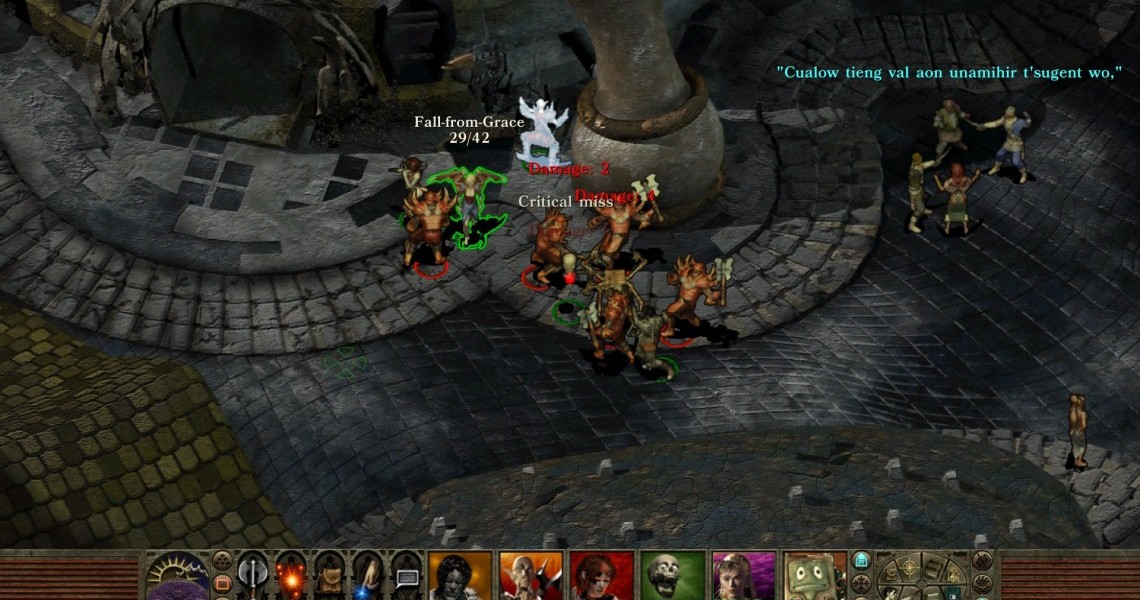 "Cualow tieng val aon unamihir t'sugent wo,"
Fall-from-Grace
29/42
Damage: 2
Critical miss